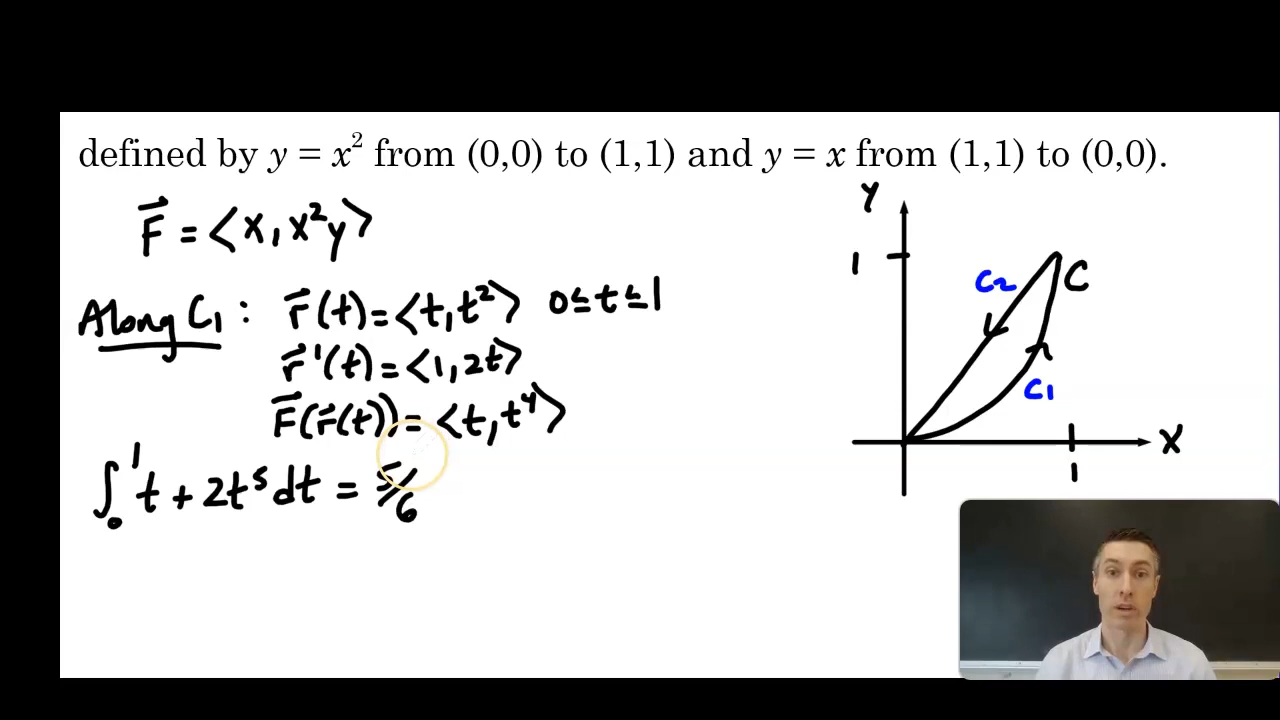 defined by y = x² from (0,0) to (1,1) and y = x from (1,1) to (0,0).
F⃗ = ⟨x, x²y⟩
Along C₁ : r⃗(t) = ⟨t, t²⟩ 0 ≤ t ≤ 1
r⃗'(t) = ⟨1, 2t⟩
F⃗(r⃗(t)) = ⟨t, t⁴⟩
∫₀¹ t + 2t⁵ dt = 5/6
Y
1
C2
C
C1
X
1